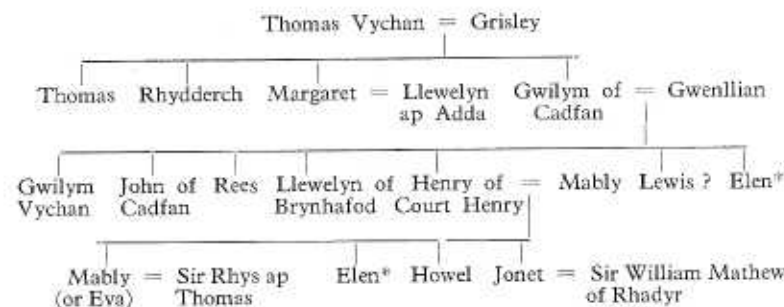 Thomas Vychan = Grisley
Thomas Rhydderch Margaret = Llewelyn Gwilym of = Gwenllian
ap Adda Cadfan
Gwilym John of Rees Llewelyn of Henry of = Mably Lewis ? Elen*
Vychan Cadfan Brynhafod Court Henry
Mably = Sir Rhys ap Elen* Howel Jonet = Sir William Mathew
(or Eva) Thomas of Rhadyr